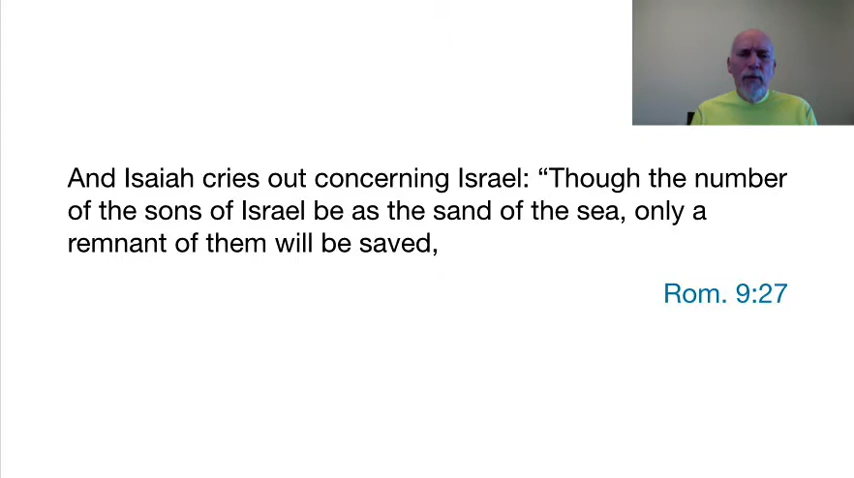 And Isaiah cries out concerning Israel: “Though the number
of the sons of Israel be as the sand of the sea, only a
remnant of them will be saved,
Rom. 9:27